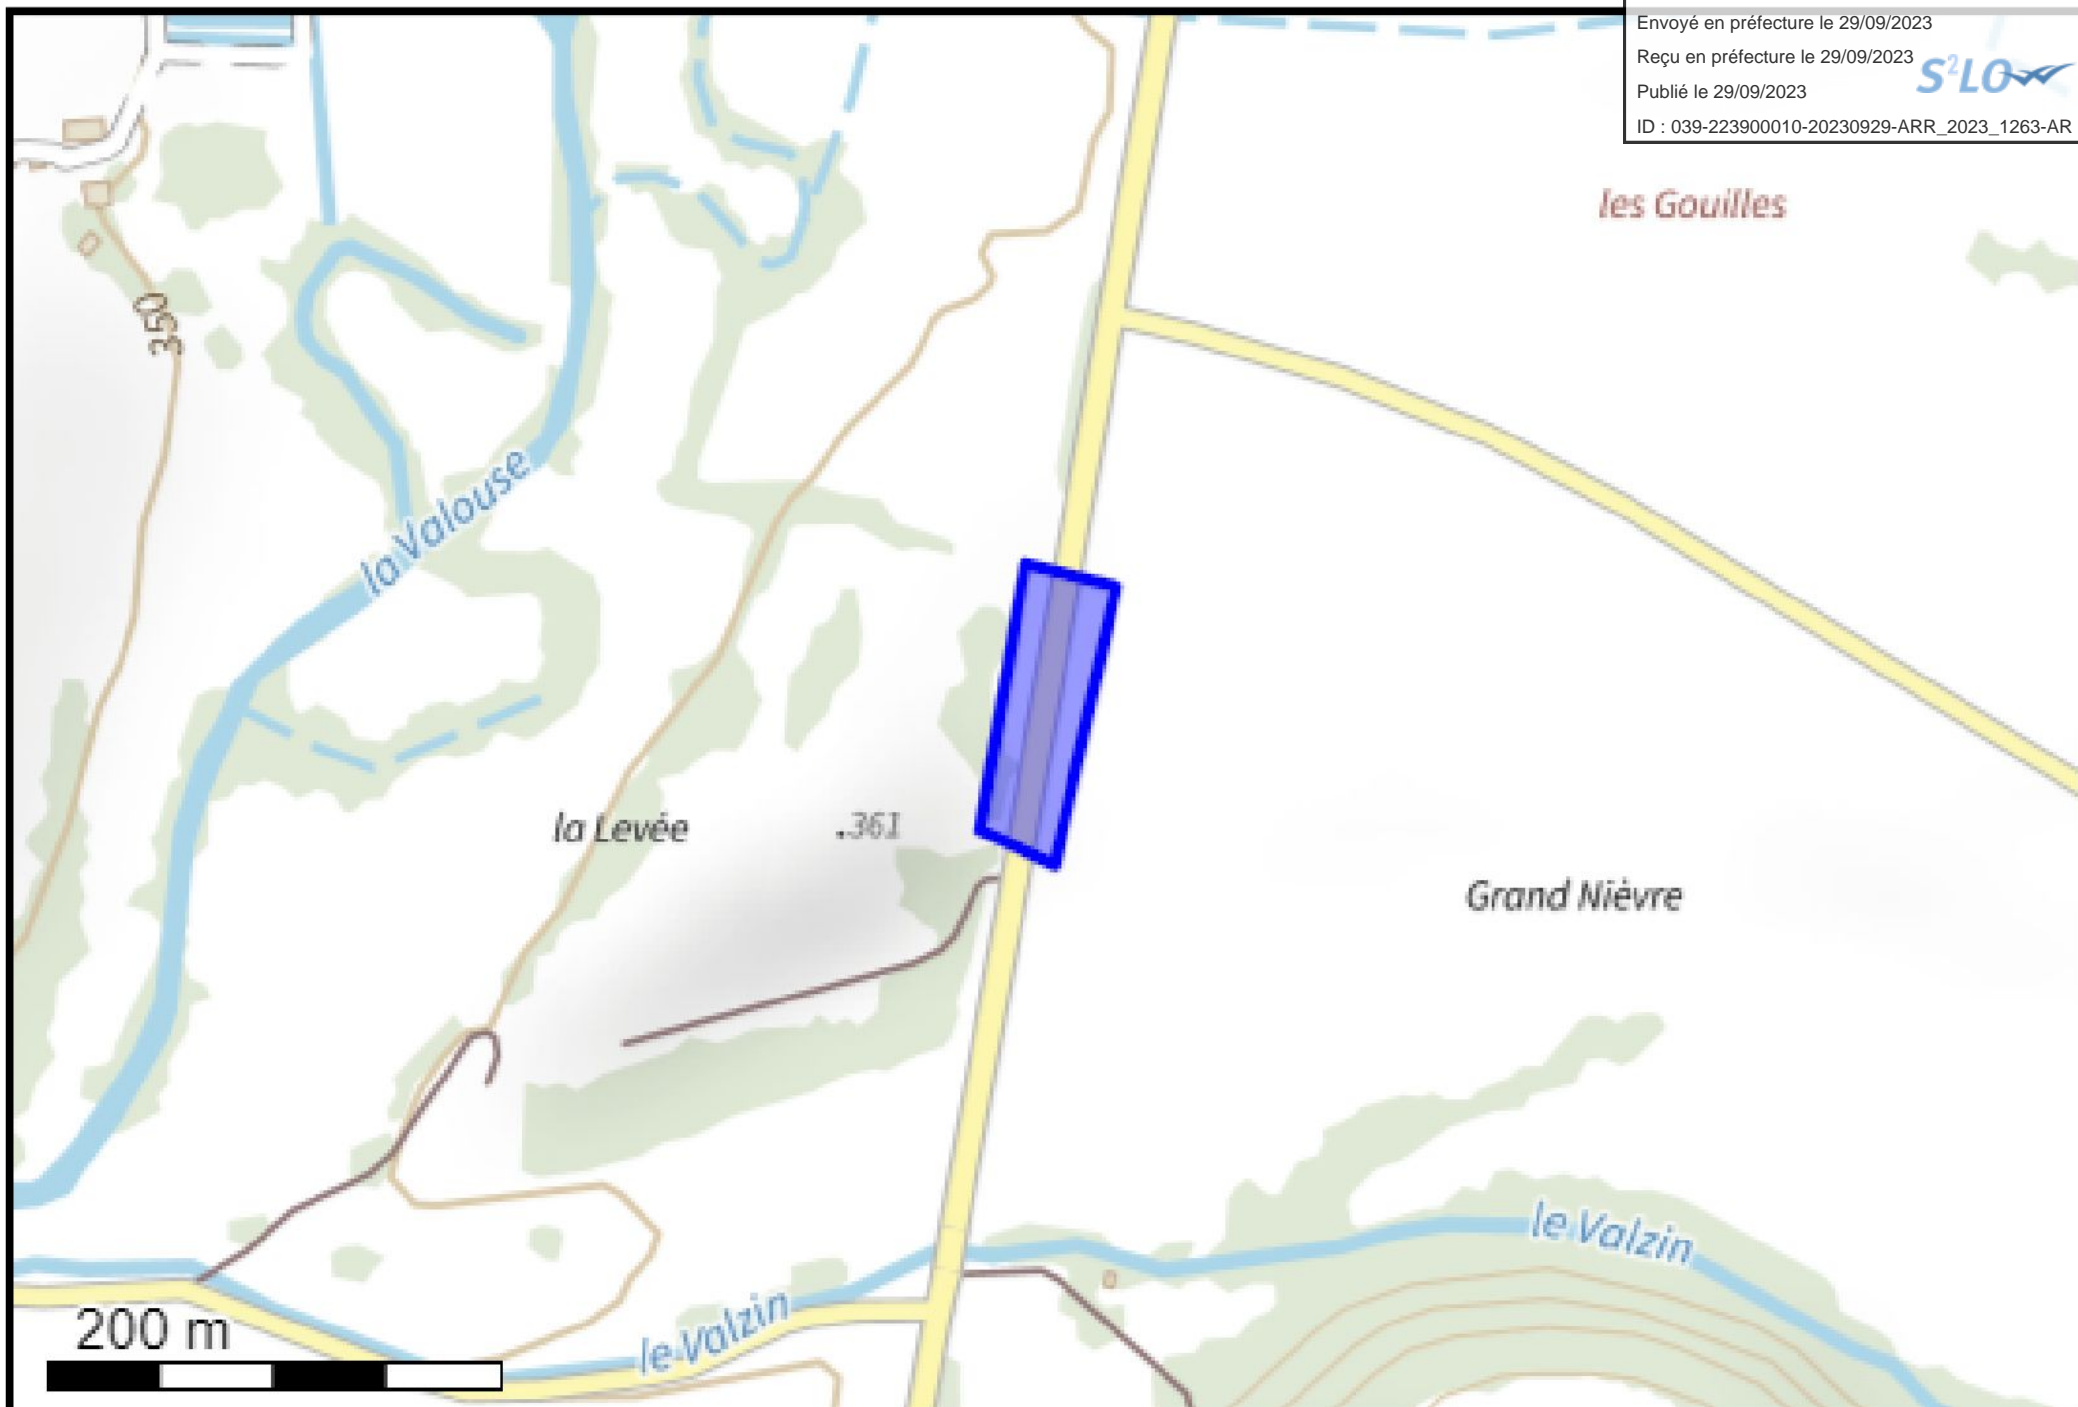 Envoyé en préfecture le 29/09/2023
Reçu en préfecture le 29/09/2023
S²LOW
Publié le 29/09/2023
ID : 039-223900010-20230929-ARR_2023_1263-AR
les Gouilles
350
la Valouse
la Levée
.361
Grand Nièvre
le Valzin
le Valzin
200 m